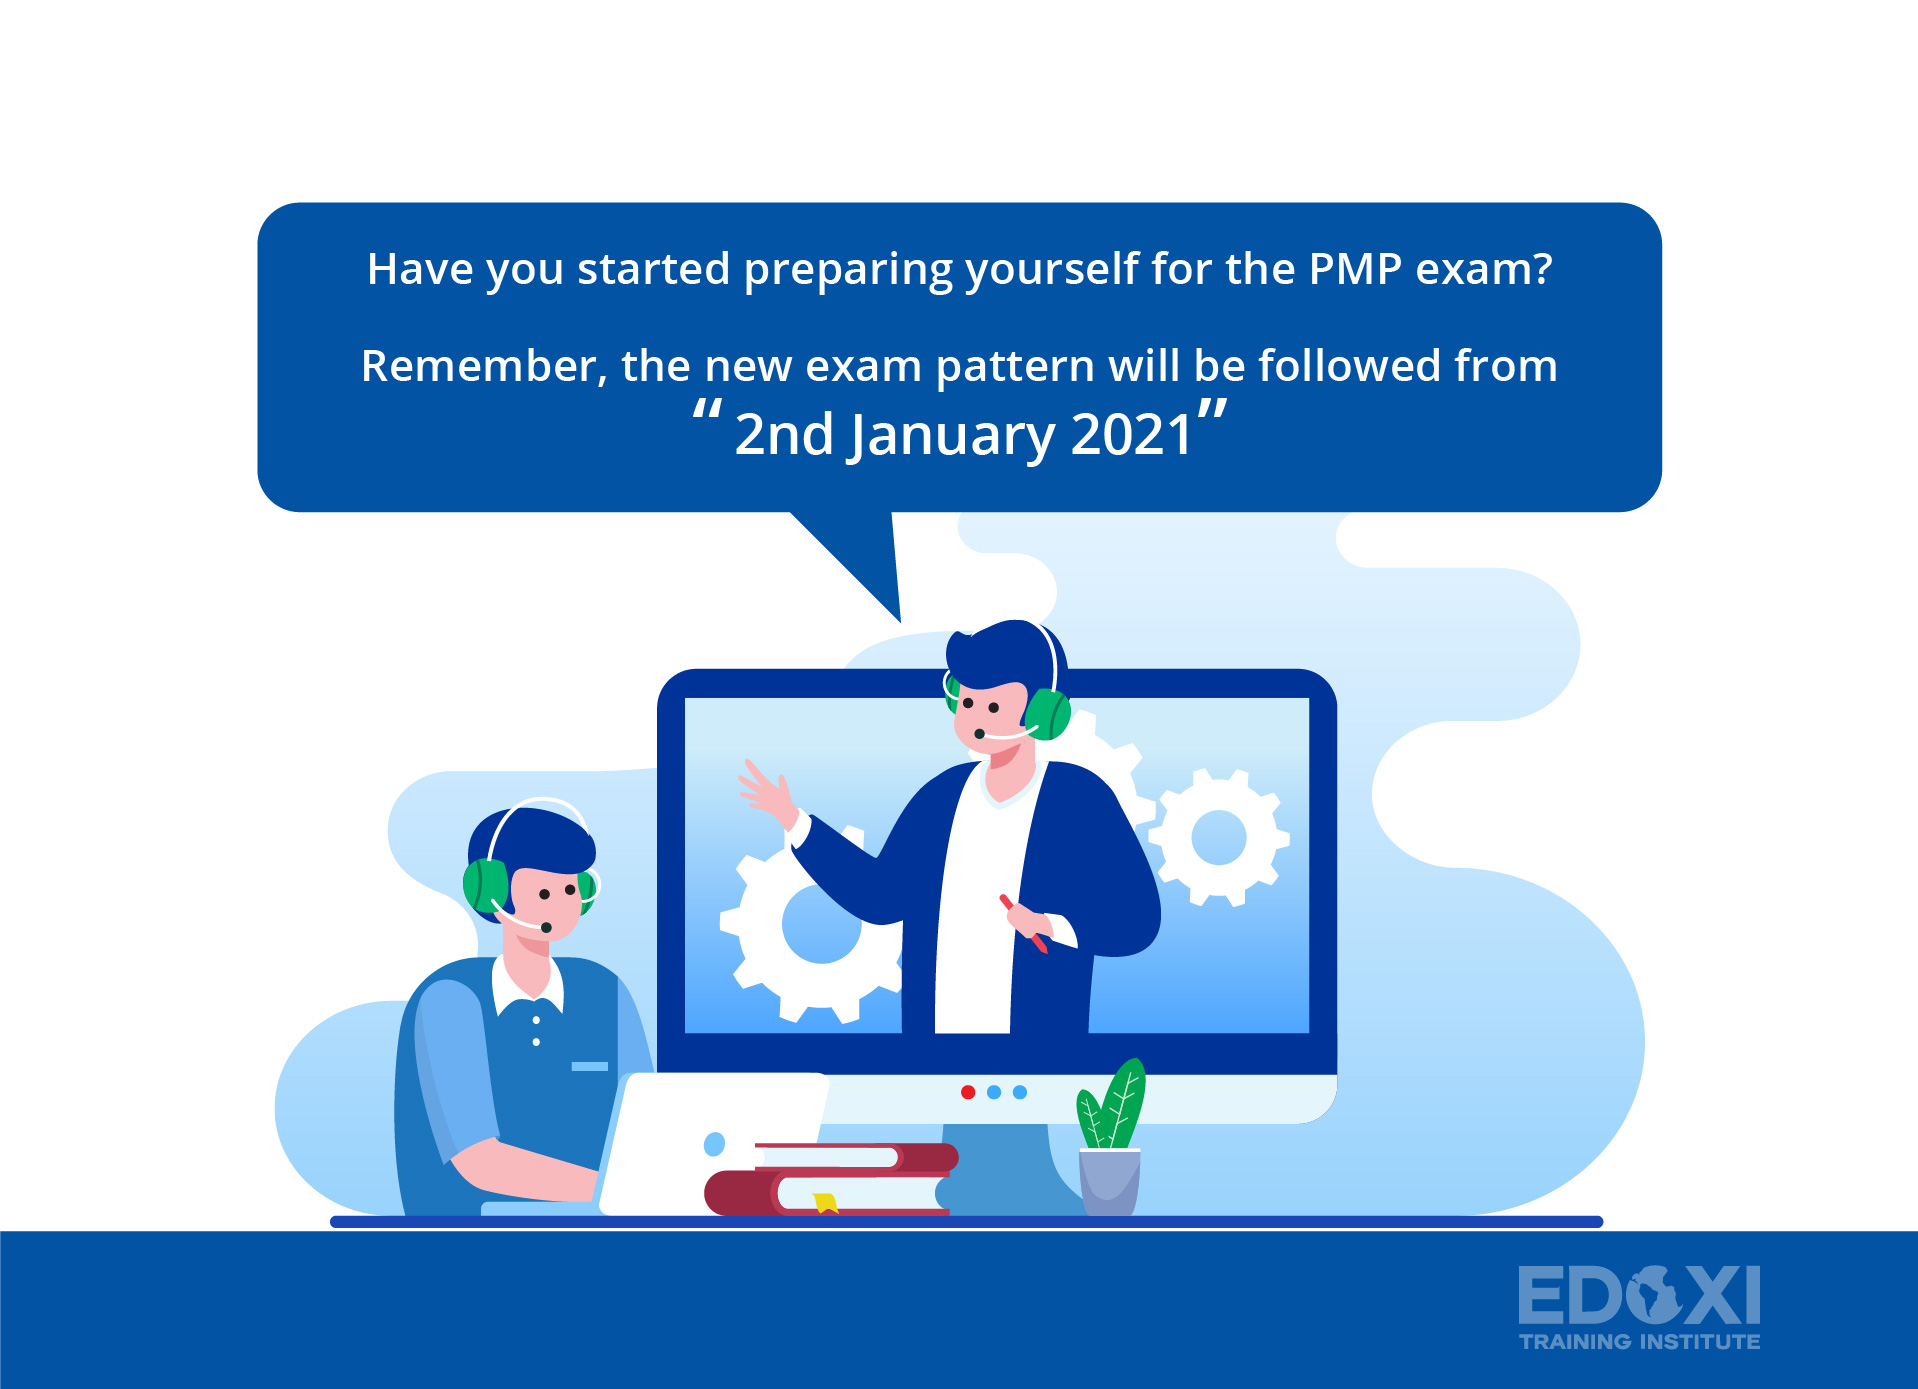 Have you started preparing yourself for the PMP exam?
Remember, the new exam pattern will be followed from
“ 2nd January 2021”
EDOXI
TRAINING INSTITUTE